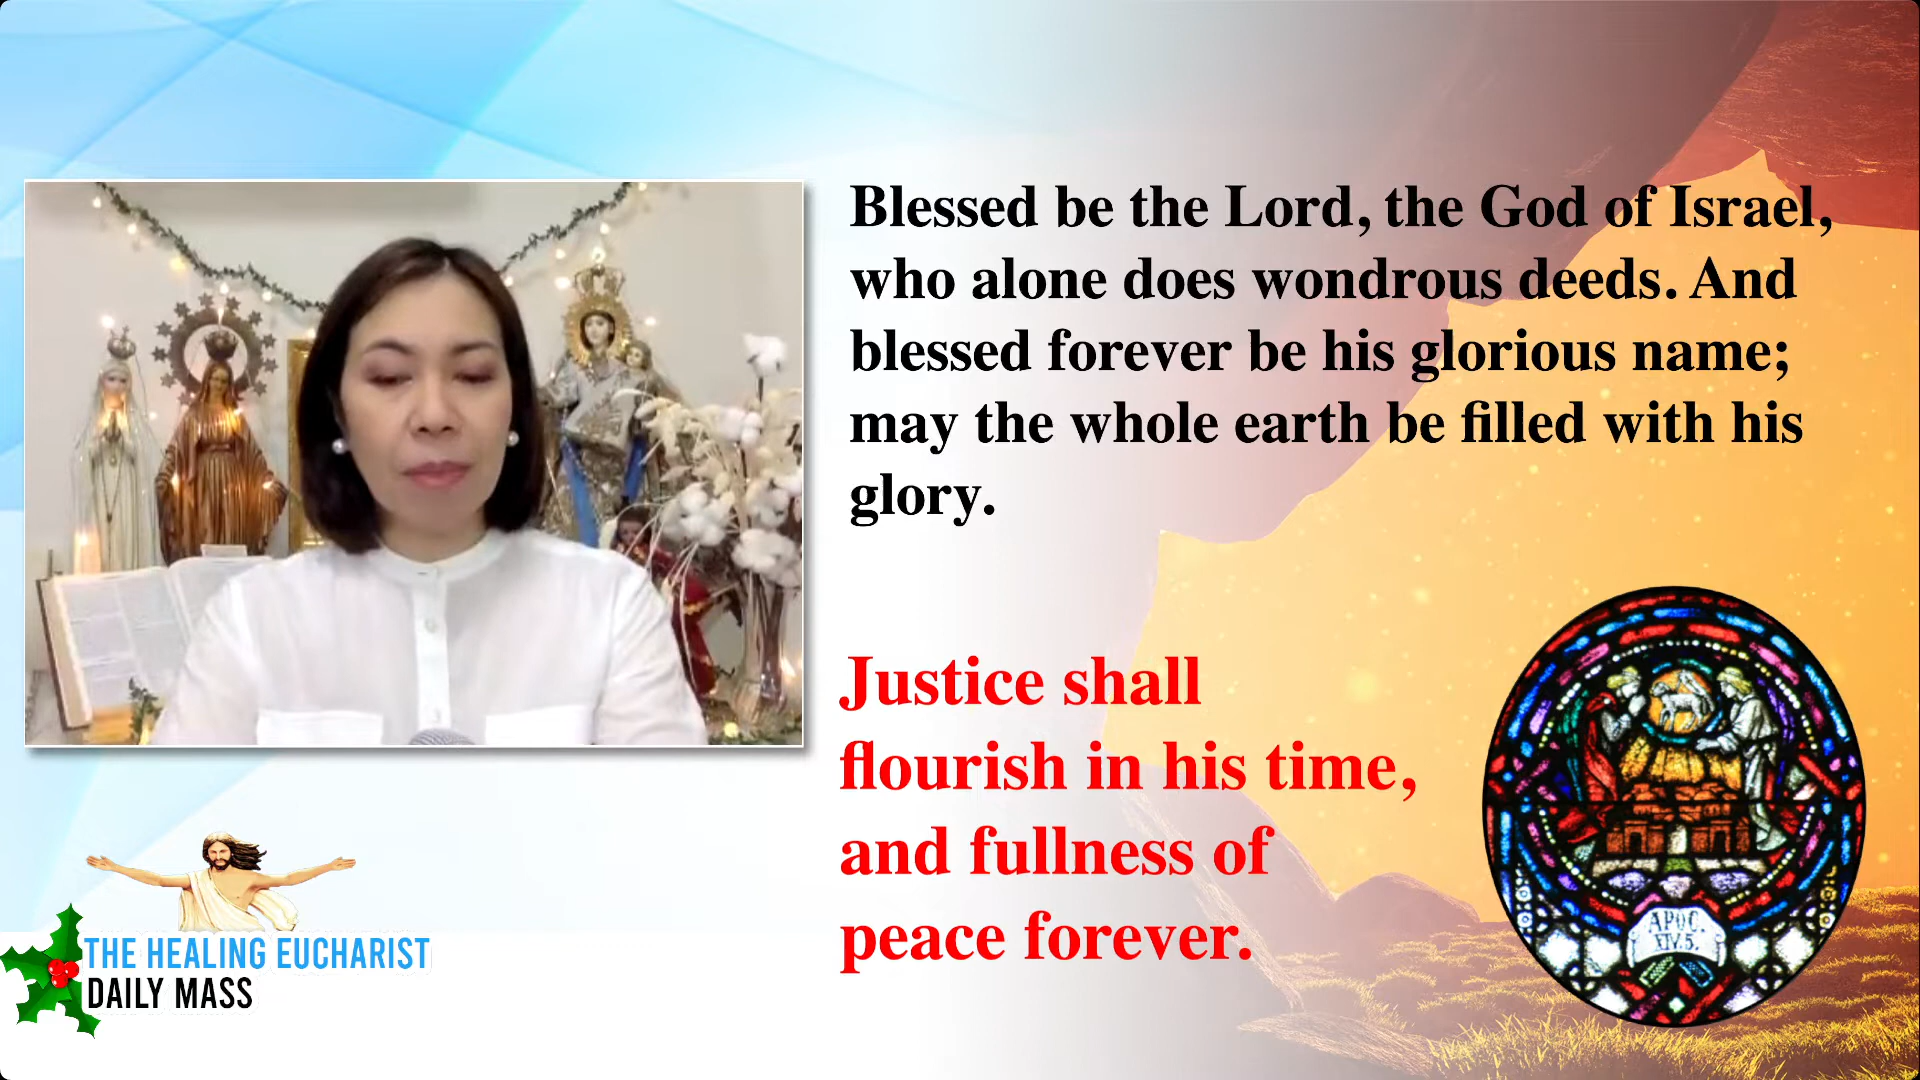 Blessed be the Lord, the God of Israel,
who alone does wondrous deeds. And
blessed forever be his glorious name;
may the whole earth be filled with his
glory.
Justice shall
flourish in his time,
and fullness of
peace forever.
APOC.
THE HEALING EUCHARIST
DAILY MASS